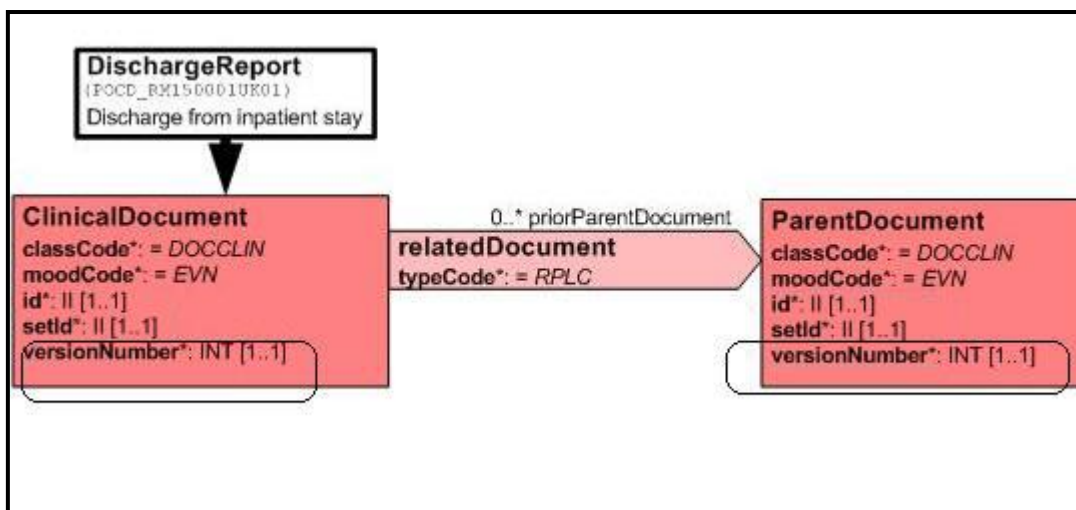 DischargeReport
(POCD_RM150001UK01)
Discharge from inpatient stay
ClinicalDocument
classCode*: = DOCCLIN
moodCode*: = EVN
id*: II [1..1]
setId*: II [1..1]
versionNumber*: INT [1..1]
0..* priorParentDocument
relatedDocument
typeCode*: = RPLC
ParentDocument
classCode*: = DOCCLIN
moodCode*: = EVN
id*: II [1..1]
setId*: II [1..1]
versionNumber*: INT [1..1]